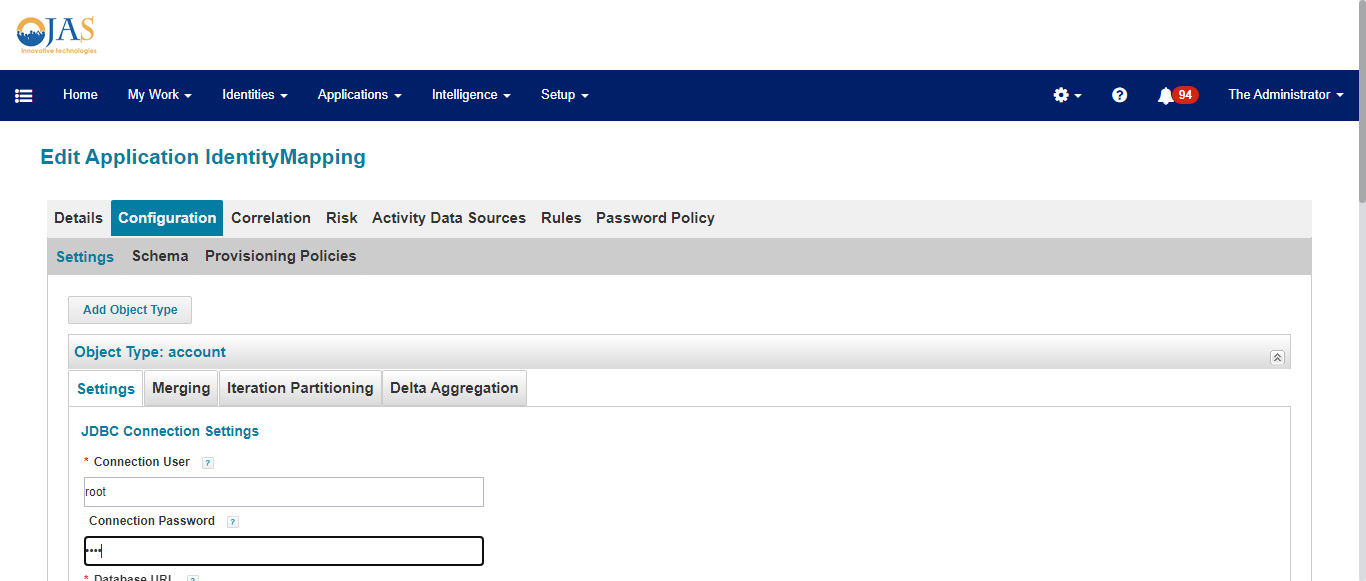 OJAS
innovative technologies
Home My Work Identities Applications Intelligence Setup ? 94 The Administrator
Edit Application IdentityMapping
Details Configuration Correlation Risk Activity Data Sources Rules Password Policy
Settings Schema Provisioning Policies
Add Object Type
Object Type: account
Settings Merging Iteration Partitioning Delta Aggregation
JDBC Connection Settings
* Connection User ?
root
Connection Password ?
••••
* Database URL ?